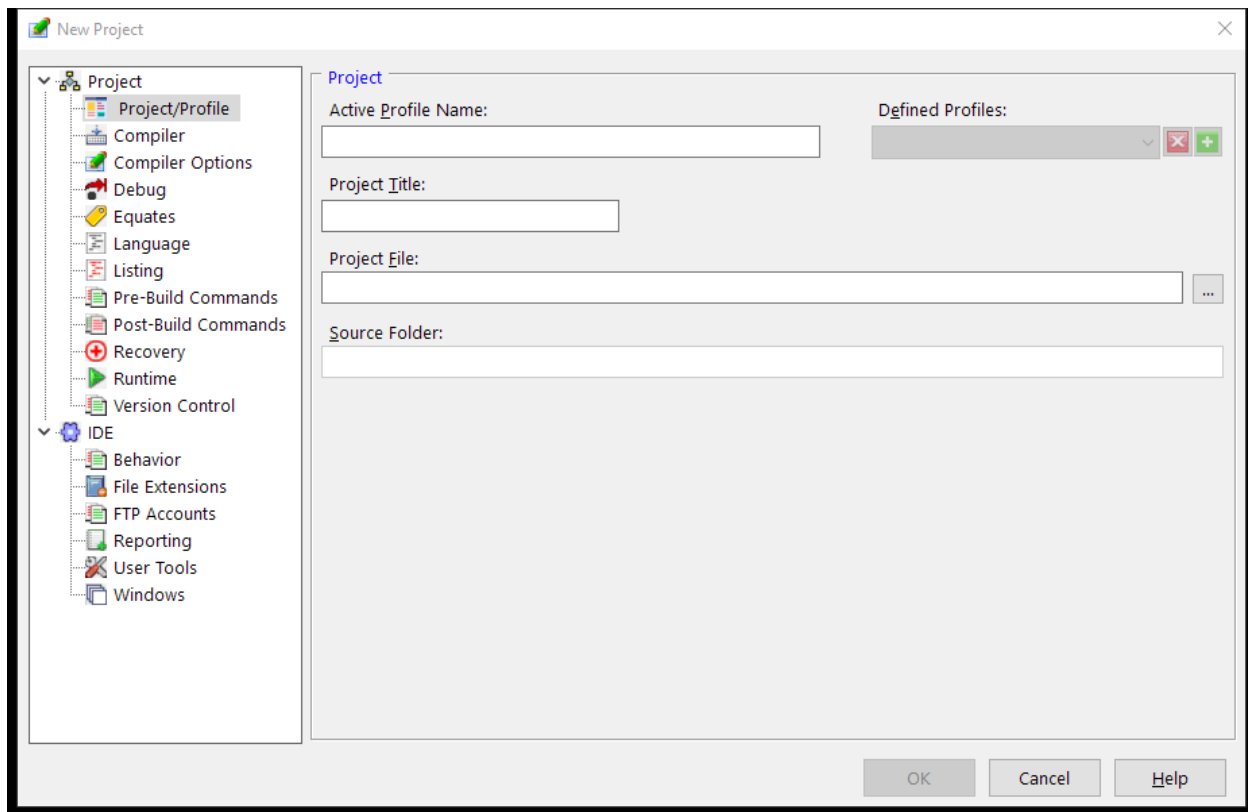 New Project
Project
Project/Profile
Compiler
Compiler Options
Debug
Equates
Language
Listing
Pre-Build Commands
Post-Build Commands
Recovery
Runtime
Version Control
IDE
Behavior
File Extensions
FTP Accounts
Reporting
User Tools
Windows
Project
Active Profile Name:
Defined Profiles:
Project Title:
Project File:
...
Source Folder:
OK
Cancel
Help